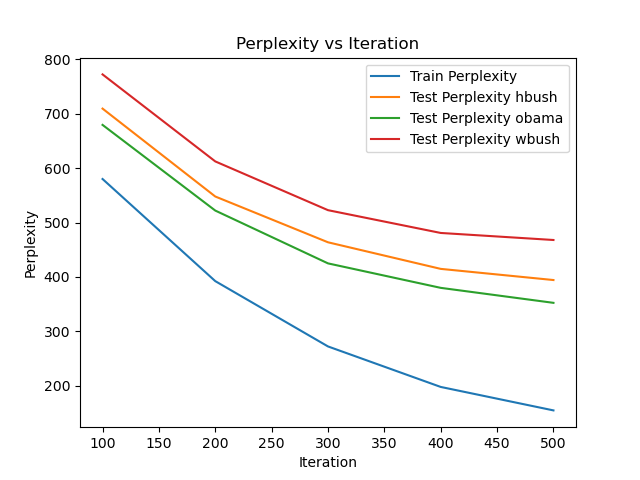 Perplexity vs Iteration
Train Perplexity
Test Perplexity hbush
Test Perplexity obama
Test Perplexity wbush
Perplexity
800
700
600
500
400
300
200
100 150 200 250 300 350 400 450 500
Iteration